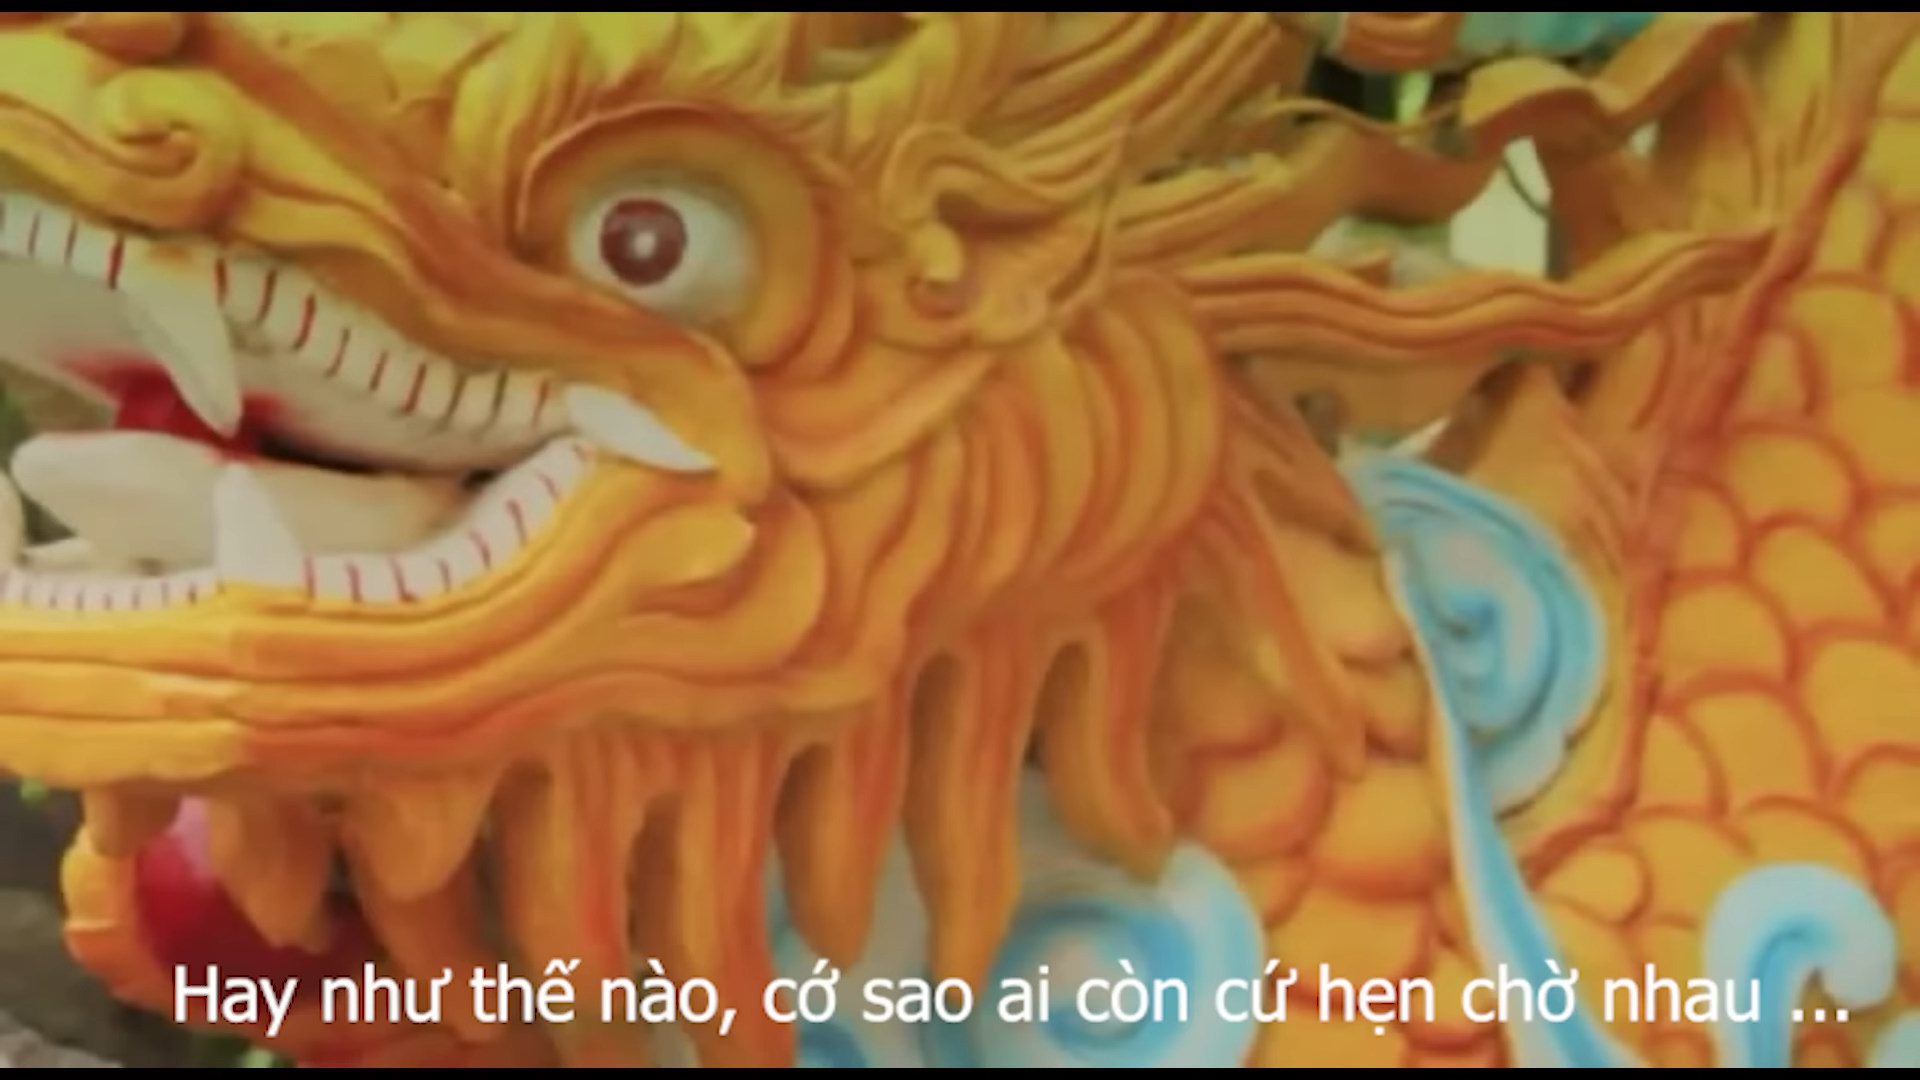 Hay như thế nào, cớ sao ai còn cứ hẹn chờ nhau ...